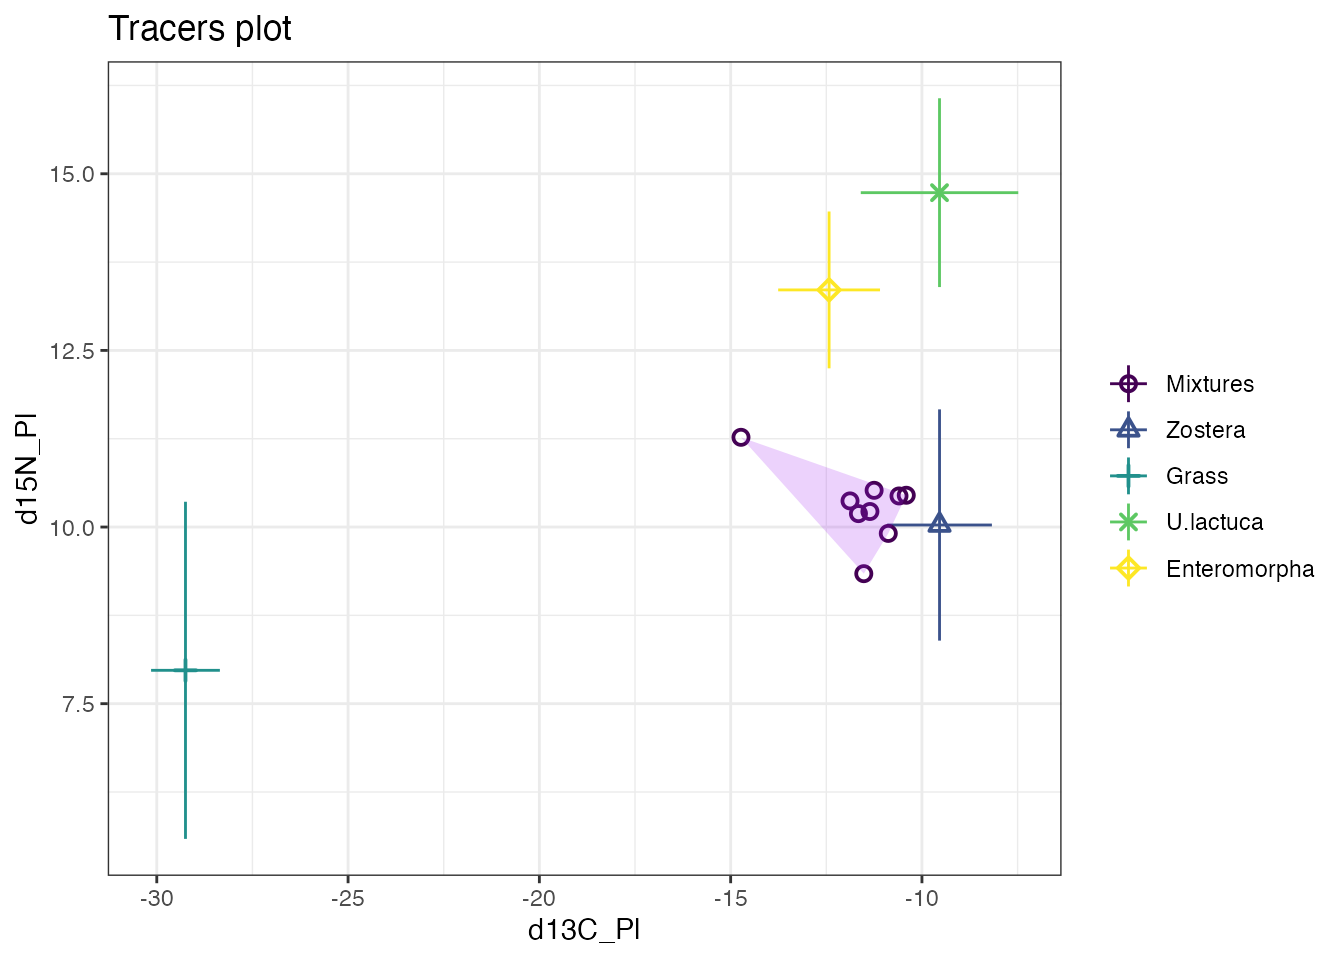 Tracers plot
15.0
12.5
10.0
7.5
d15N_Pl
-30
-25
-20
-15
-10
d13C_Pl
Mixtures
Zostera
Grass
U.lactuca
Enteromorpha